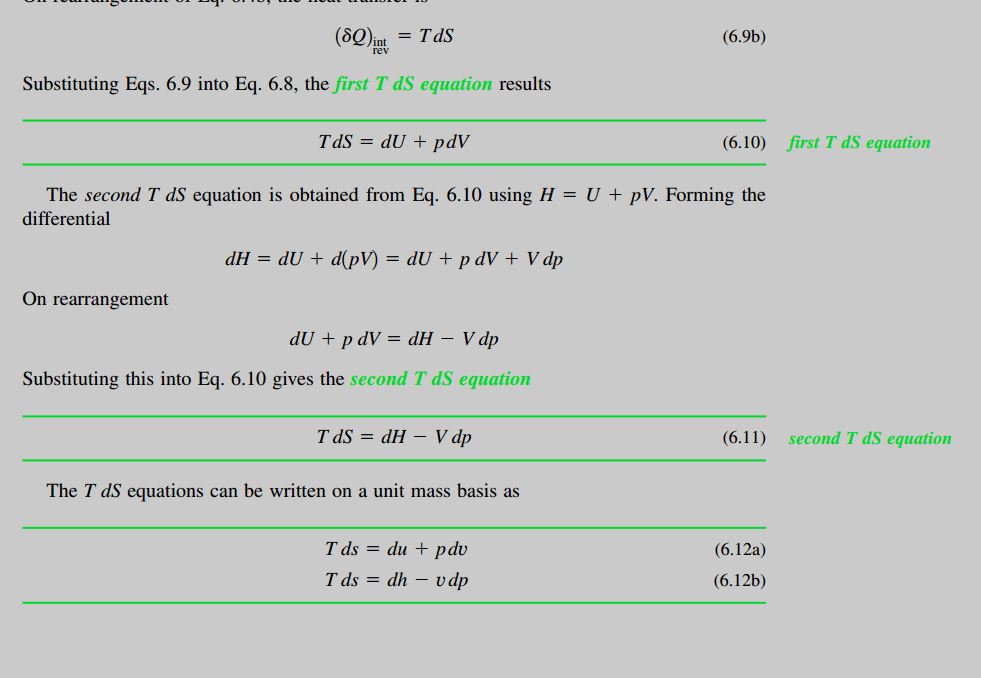 (δQ)int rev = T dS (6.9b)
Substituting Eqs. 6.9 into Eq. 6.8, the first T dS equation results
T dS = dU + p dV (6.10) first T dS equation
The second T dS equation is obtained from Eq. 6.10 using H = U + pV. Forming the
differential
dH = dU + d(pV) = dU + p dV + V dp
On rearrangement
dU + p dV = dH − V dp
Substituting this into Eq. 6.10 gives the second T dS equation
T dS = dH − V dp (6.11) second T dS equation
The T dS equations can be written on a unit mass basis as
T ds = du + p dv (6.12a)
T ds = dh − v dp (6.12b)